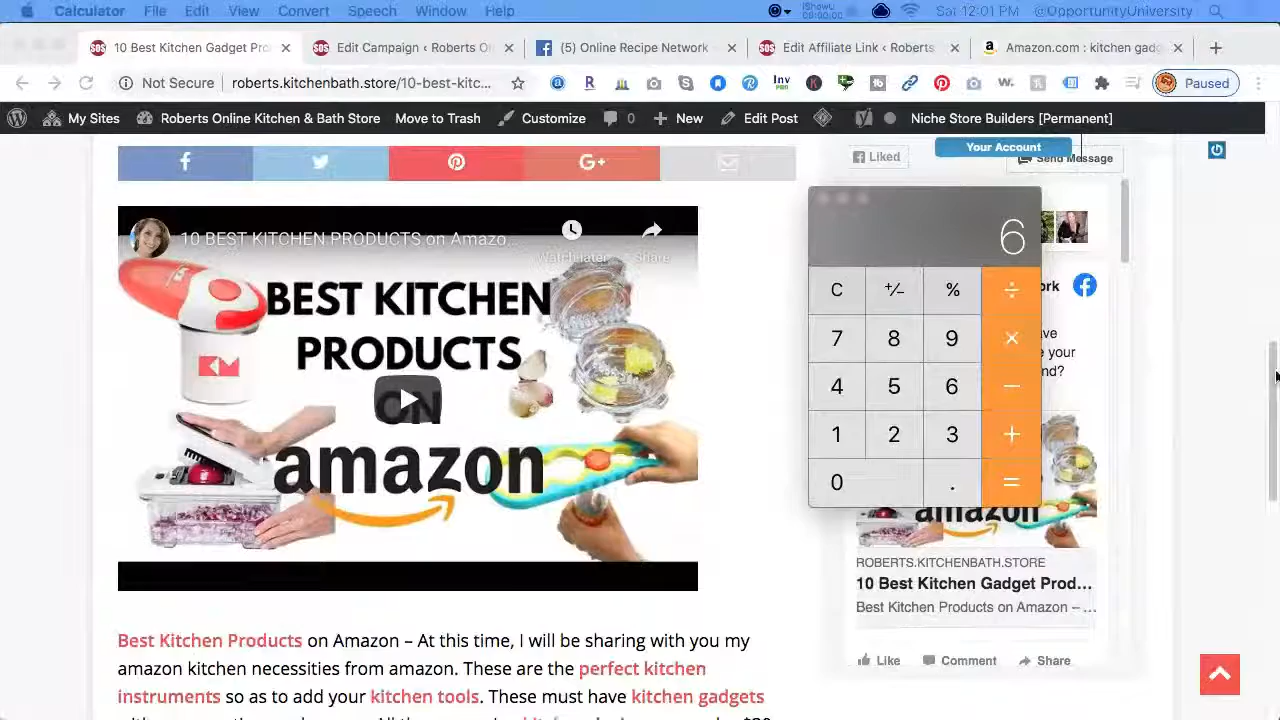 Calculator File Edit View Convert Speech Window Help Sat 12:01 PM @OpportunityUniversity
10 Best Kitchen Gadget Pro Edit Campaign ‹ Roberts O (5) Online Recipe Network Edit Affiliate Link ‹ Roberts Amazon.com : kitchen gadg
Not Secure roberts.kitchenbath.store/10-best-kitc... Paused
My Sites Roberts Online Kitchen & Bath Store Move to Trash Customize 0 New Edit Post Niche Store Builders [Permanent]
Your Account
Liked Send Message
10 BEST KITCHEN PRODUCTS on Amazo...
Watch later Share
BEST KITCHEN
PRODUCTS
ON
amazon
6
C +/− % ÷
7 8 9 ×
4 5 6 −
1 2 3 +
0 . =
ork
ave
e your
nd?
amazon
ROBERTS.KITCHENBATH.STORE
10 Best Kitchen Gadget Prod...
Best Kitchen Products on Amazon – ...
Like Comment Share
Best Kitchen Products on Amazon – At this time, I will be sharing with you my
amazon kitchen necessities from amazon. These are the perfect kitchen
instruments so as to add your kitchen tools. These must have kitchen gadgets